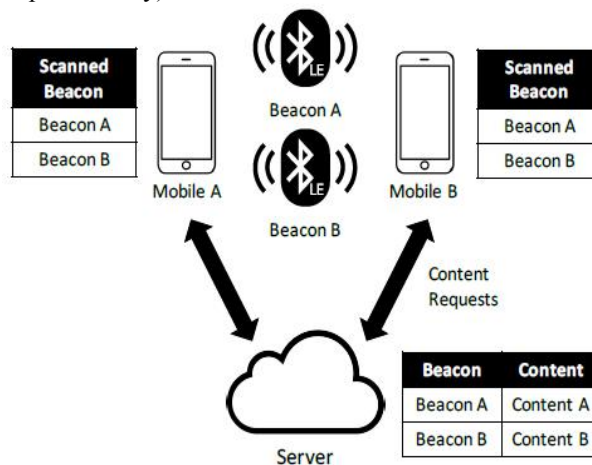 Scanned
Beacon
Beacon A
Beacon B
Mobile A
LE
Beacon A
LE
Beacon B
Scanned
Beacon
Beacon A
Beacon B
Mobile B
Content
Requests
Server
Beacon Content
Beacon A Content A
Beacon B Content B